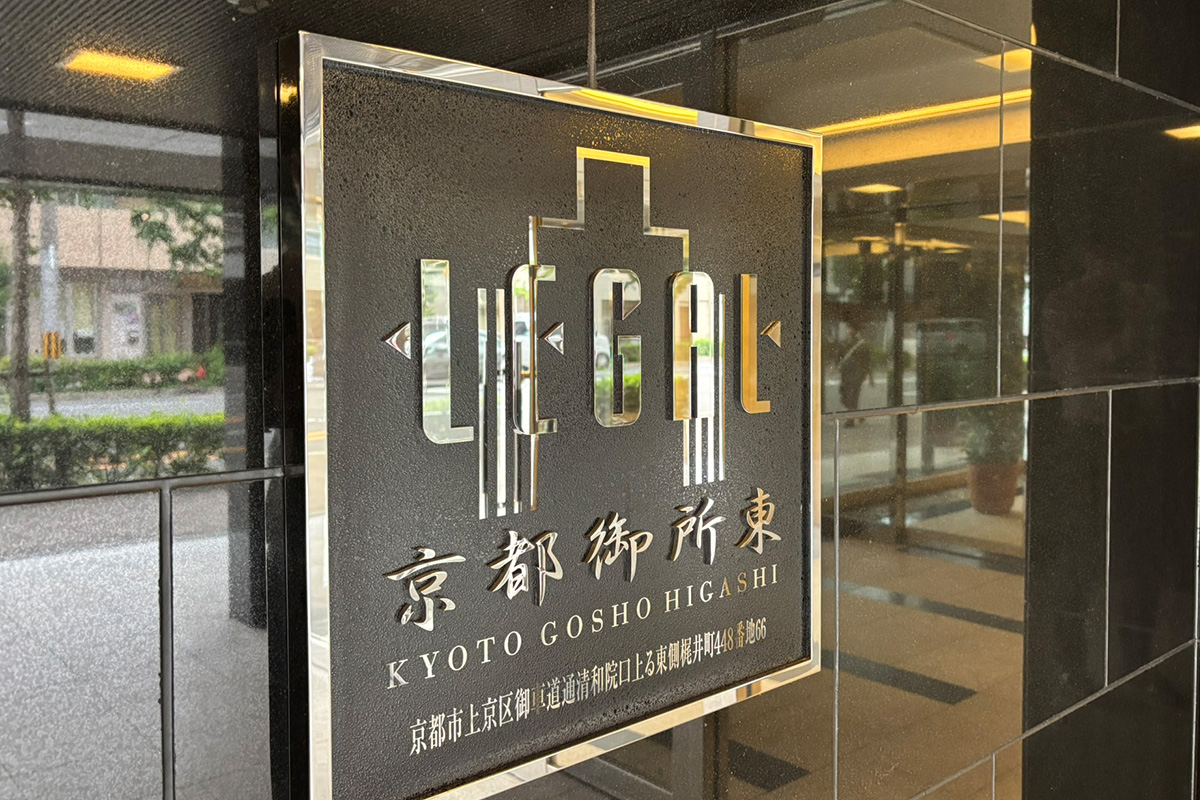 LEGAL
京都御所東
KYOTO GOSHO HIGASHI
京都市上京区御車道通清和院口上る東側梶井町448番地66